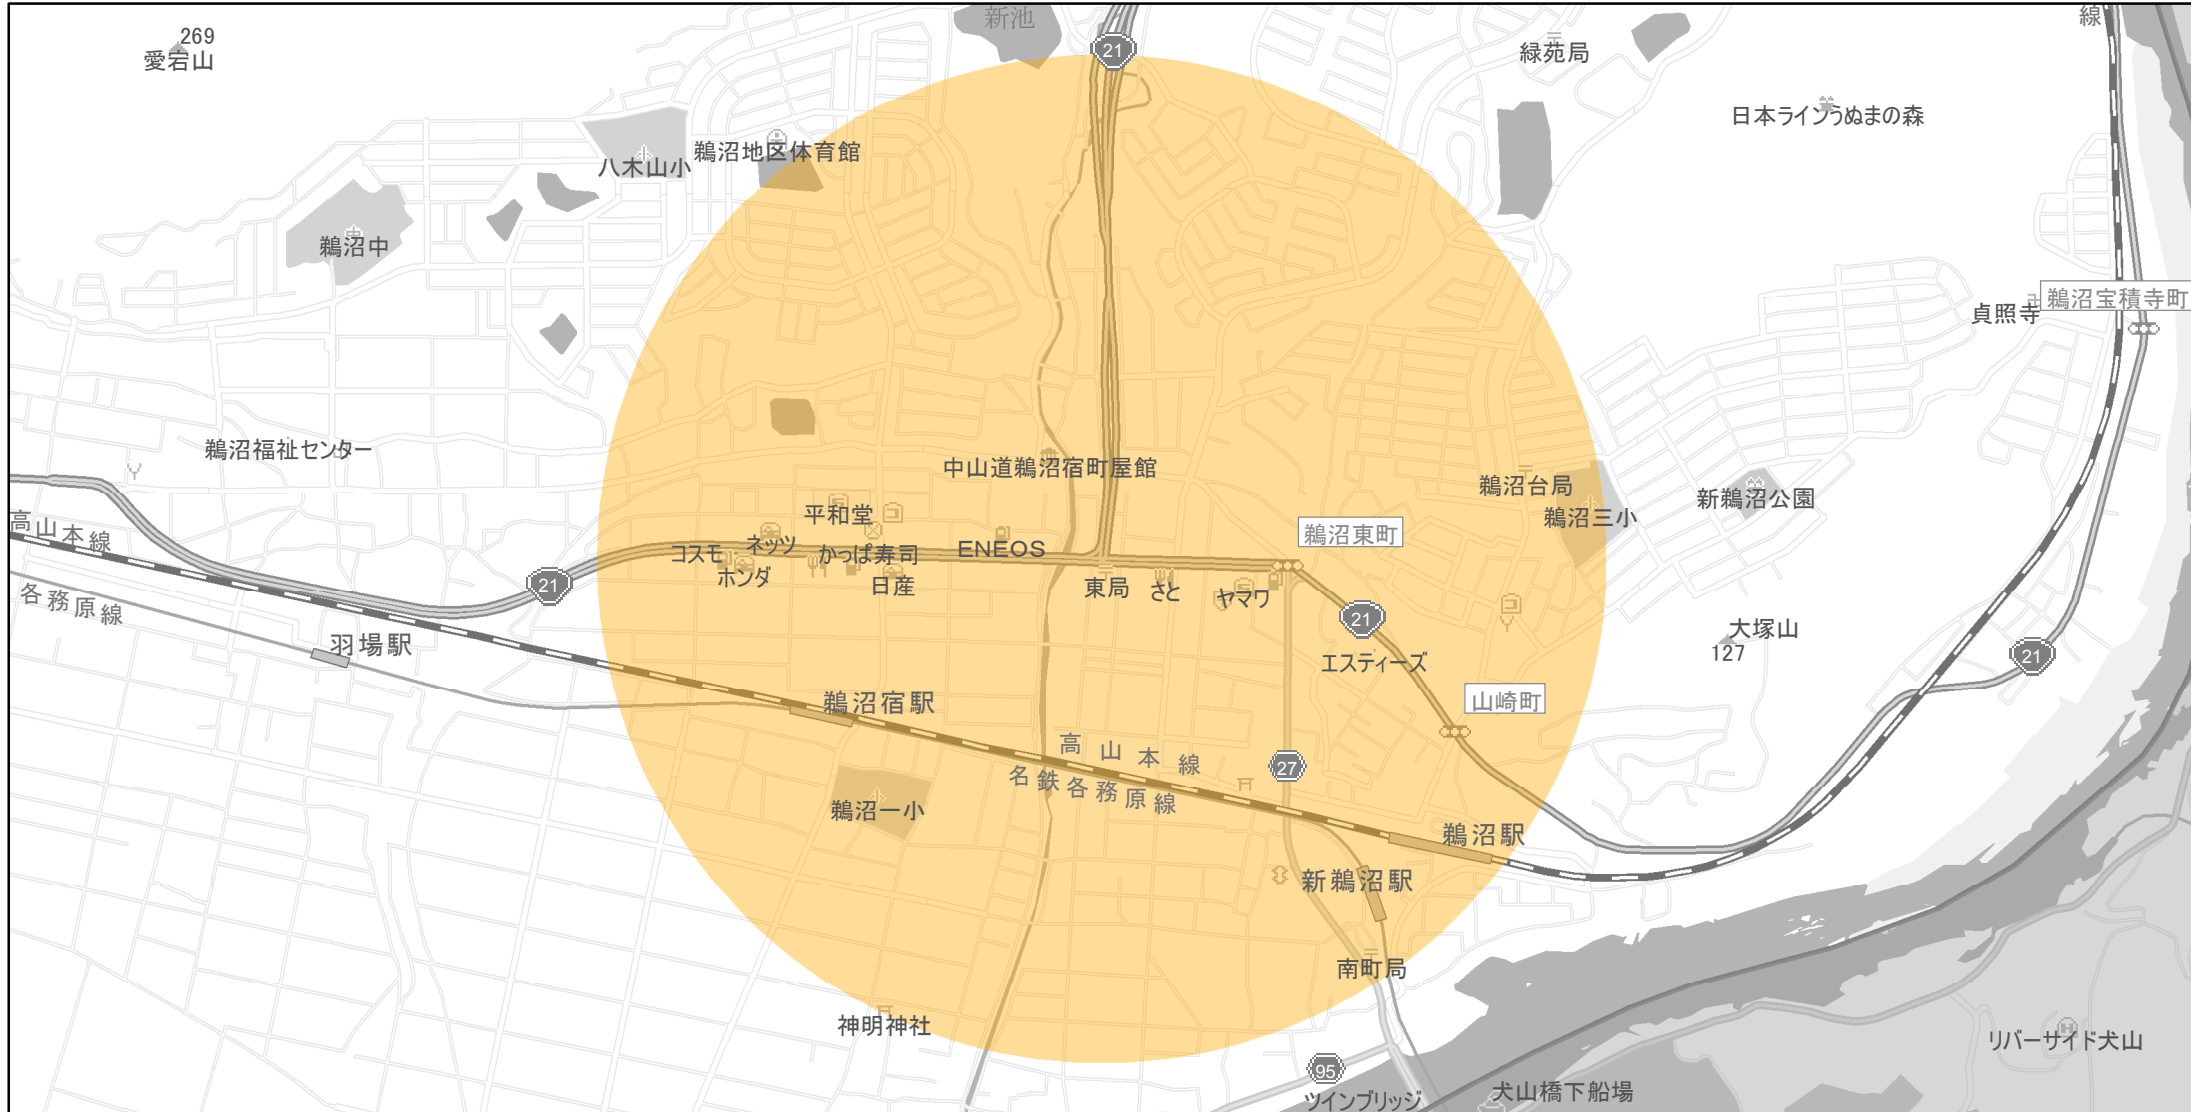 新池
21
線
269
愛宕山
緑苑局
日本ラインうぬまの森
鵜沼地区体育館
八木山小
鵜沼中
鵜沼宝積寺町
貞照寺
鵜沼福祉センター
中山道鵜沼宿町屋館
鵜沼台局
新鵜沼公園
鵜沼三小
平和堂
高山本線
鵜沼東町
コスモ
ネッツ
かっぱ寿司
ENEOS
ホンダ
日産
東局
さと
ヤマワ
21
各務原線
21
羽場駅
大塚山
127
エスティーズ
21
鵜沼宿駅
山崎町
高山本線
名鉄各務原線
27
鵜沼一小
鵜沼駅
新鵜沼駅
南町局
神明神社
リバーサイド犬山
95
ツインブリッジ
犬山橋下船場